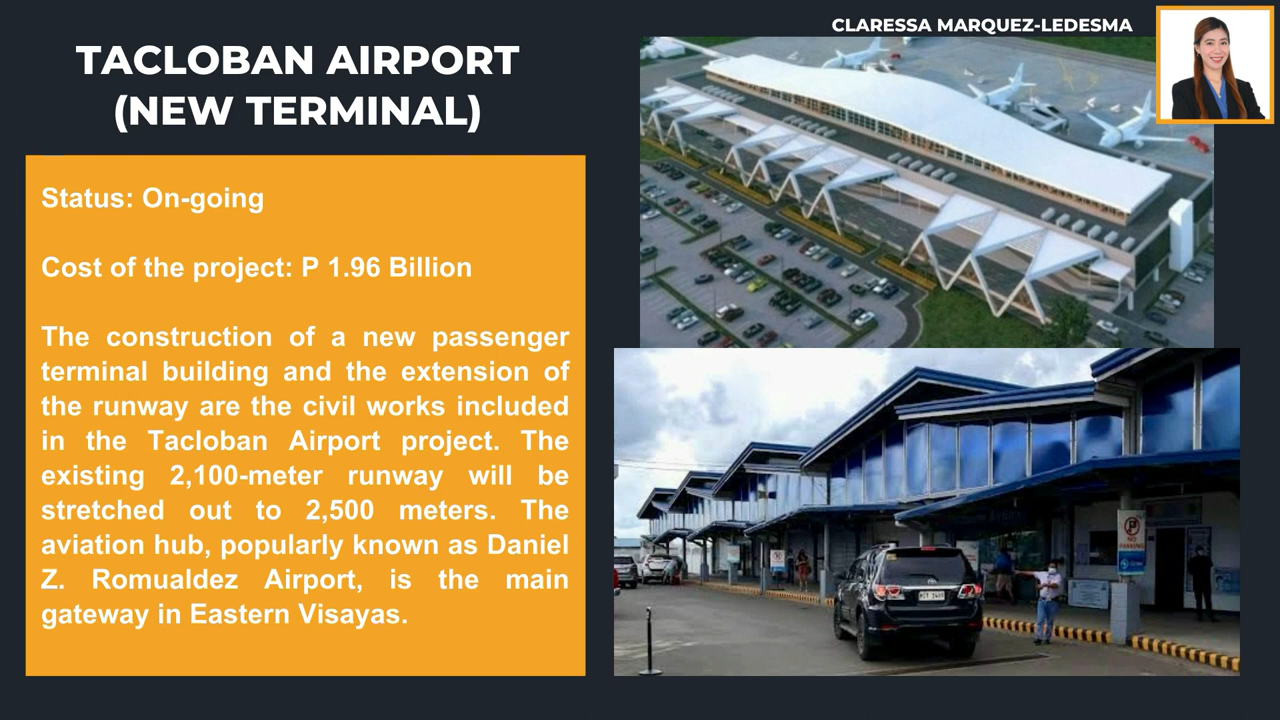 CLARESSA MARQUEZ-LEDESMA
TACLOBAN AIRPORT
(NEW TERMINAL)
Status: On-going
Cost of the project: P 1.96 Billion
The construction of a new passenger
terminal building and the extension of
the runway are the civil works included
in the Tacloban Airport project. The
existing 2,100-meter runway will be
stretched out to 2,500 meters. The
aviation hub, popularly known as Daniel
Z. Romualdez Airport, is the main
gateway in Eastern Visayas.
NO
PARKING